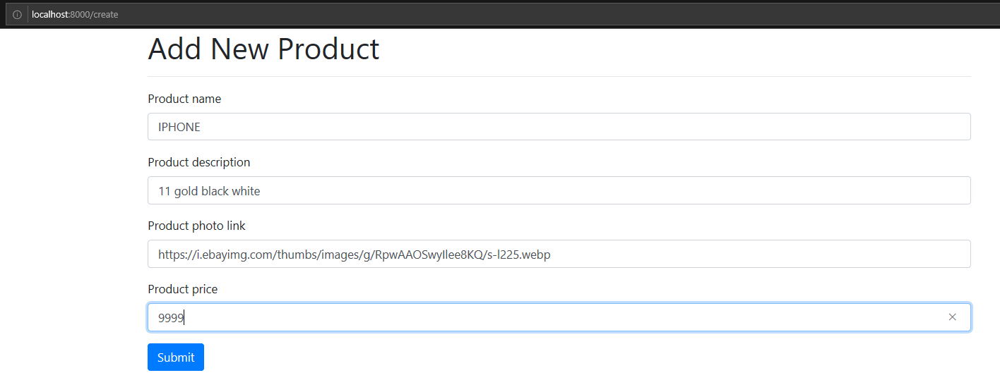 localhost:8000/create
Add New Product
Product name
IPHONE
Product description
11 gold black white
Product photo link
https://i.ebayimg.com/thumbs/images/g/RpwAAOSwyIlee8KQ/s-l225.webp
Product price
9999
Submit